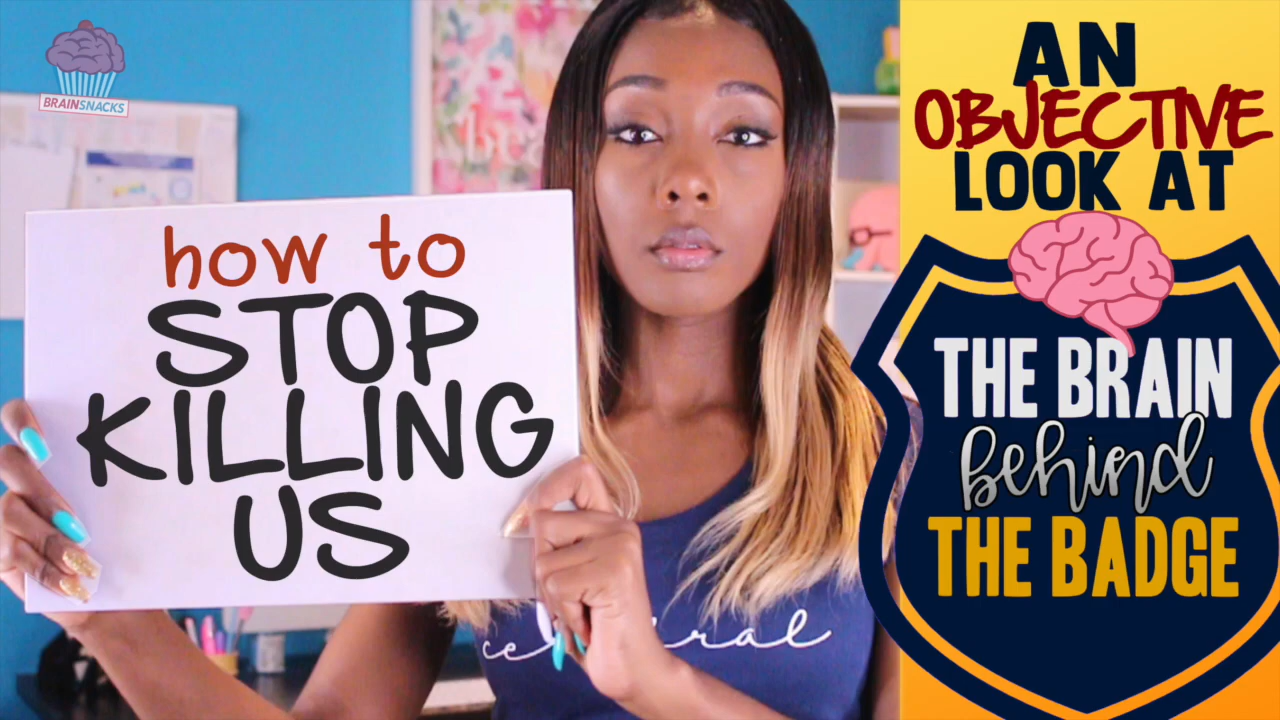 BRAINSNACKS
how to
STOP
KILLING
US
AN
OBJECTIVE
LOOK AT
THE BRAIN
behind
THE BADGE